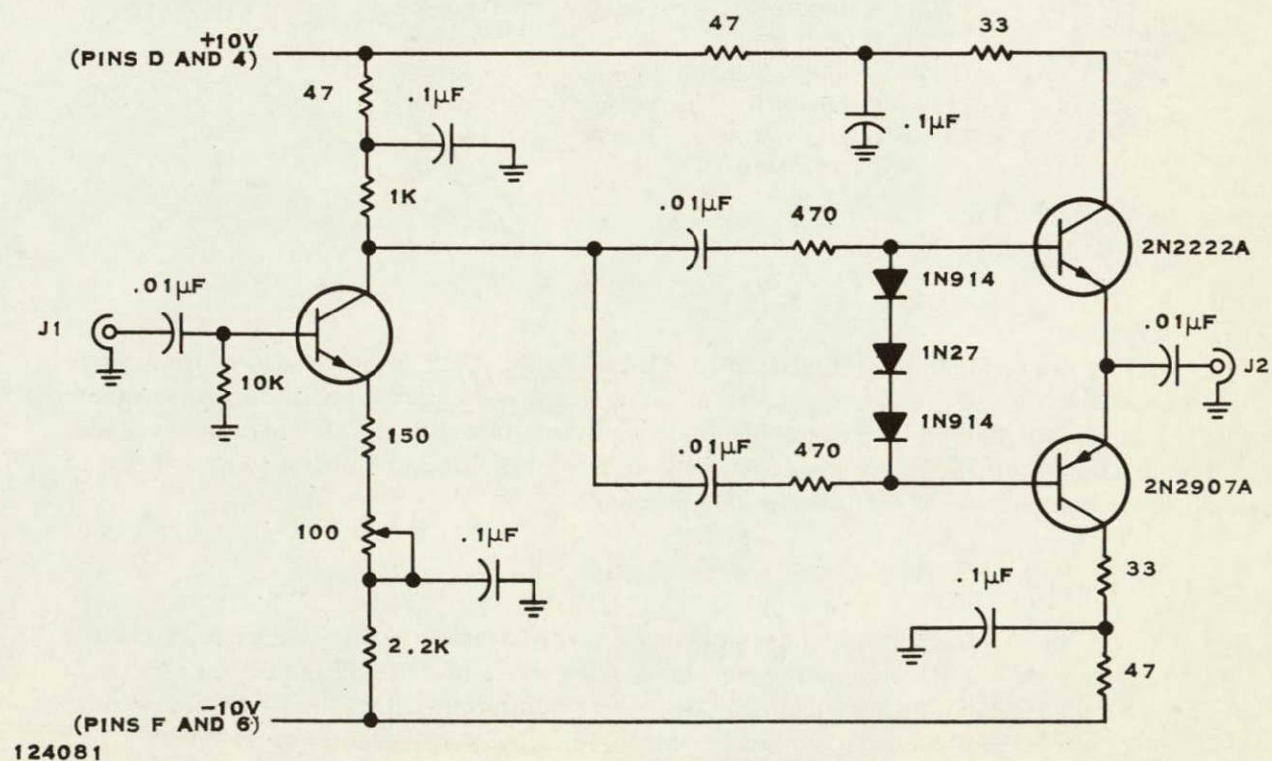 47
33
+10V
(PINS D AND 4)
47
.1µF
.1µF
1K
.01µF
470
2N2222A
1N914
.01µF
.01µF
J1
1N27
J2
10K
1N914
150
.01µF
470
2N2907A
100
.1µF
.1µF
33
2.2K
47
-10V
(PINS F AND 6)
124081